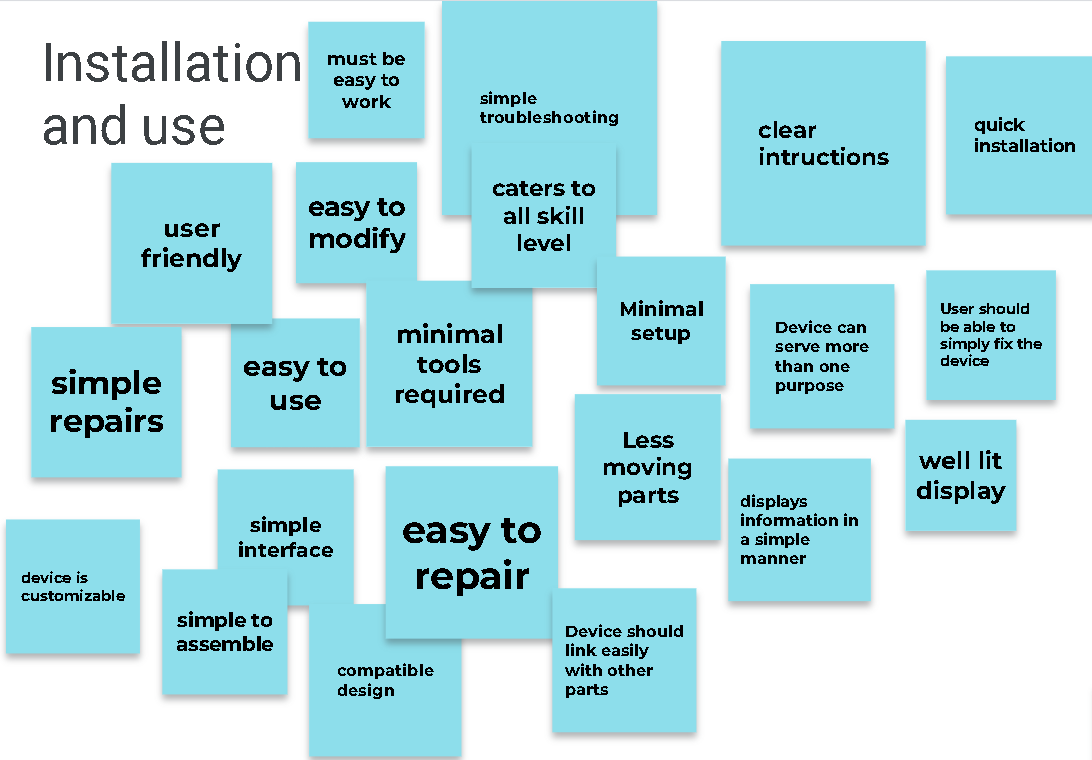 Installation
and use
must be
easy to
work
simple
troubleshooting
clear
intructions
quick
installation
user
friendly
easy to
modify
caters to
all skill
level
minimal
tools
required
Minimal
setup
Device can
serve more
than one
purpose
User should
be able to
simply fix the
device
simple
repairs
easy to
use
Less
moving
parts
well lit
display
displays
information in
a simple
manner
simple
interface
easy to
repair
device is
customizable
simple to
assemble
compatible
design
Device should
link easily
with other
parts